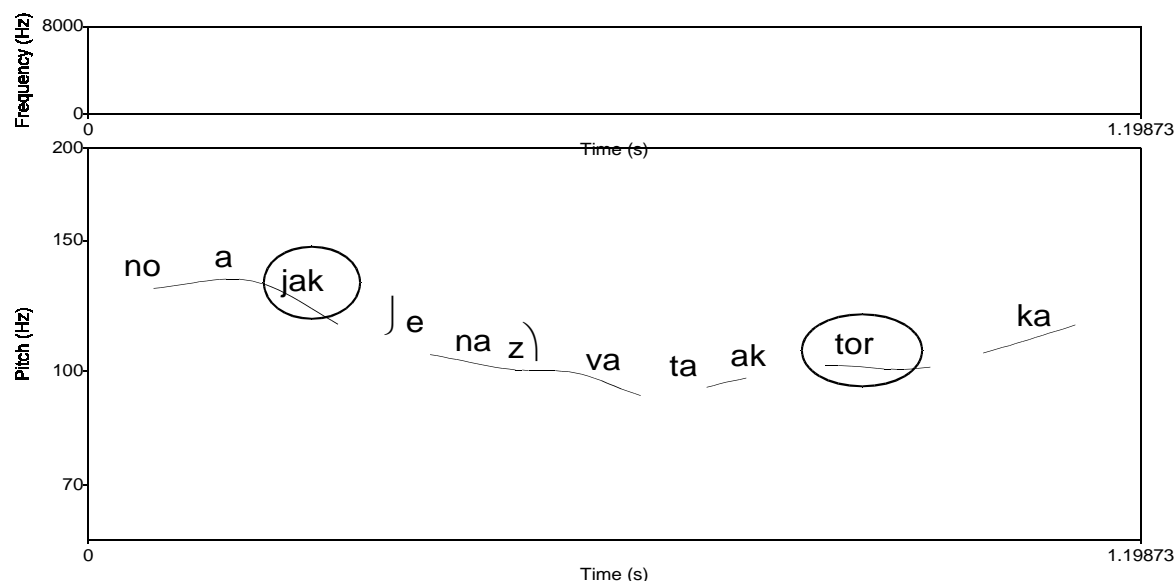 8000
Frequency (Hz)
0
0 1.19873
Time (s)
200
150
no a jak
e
na z va ta ak tor ka
100
Pitch (Hz)
70
0 1.19873
Time (s)